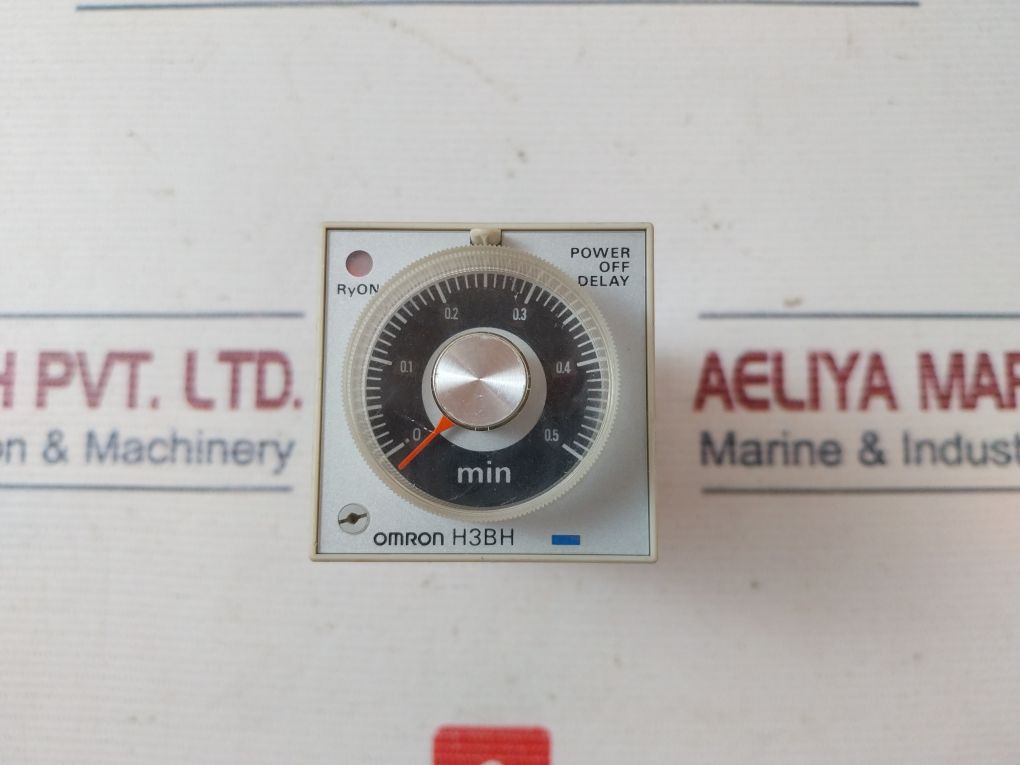 RyON
POWER
OFF
DELAY
0
0.1
0.2
0.3
0.4
0.5
min
OMRON H3BH
H PVT. LTD.
on & Machinery
AELIYA MAR
Marine & Indust